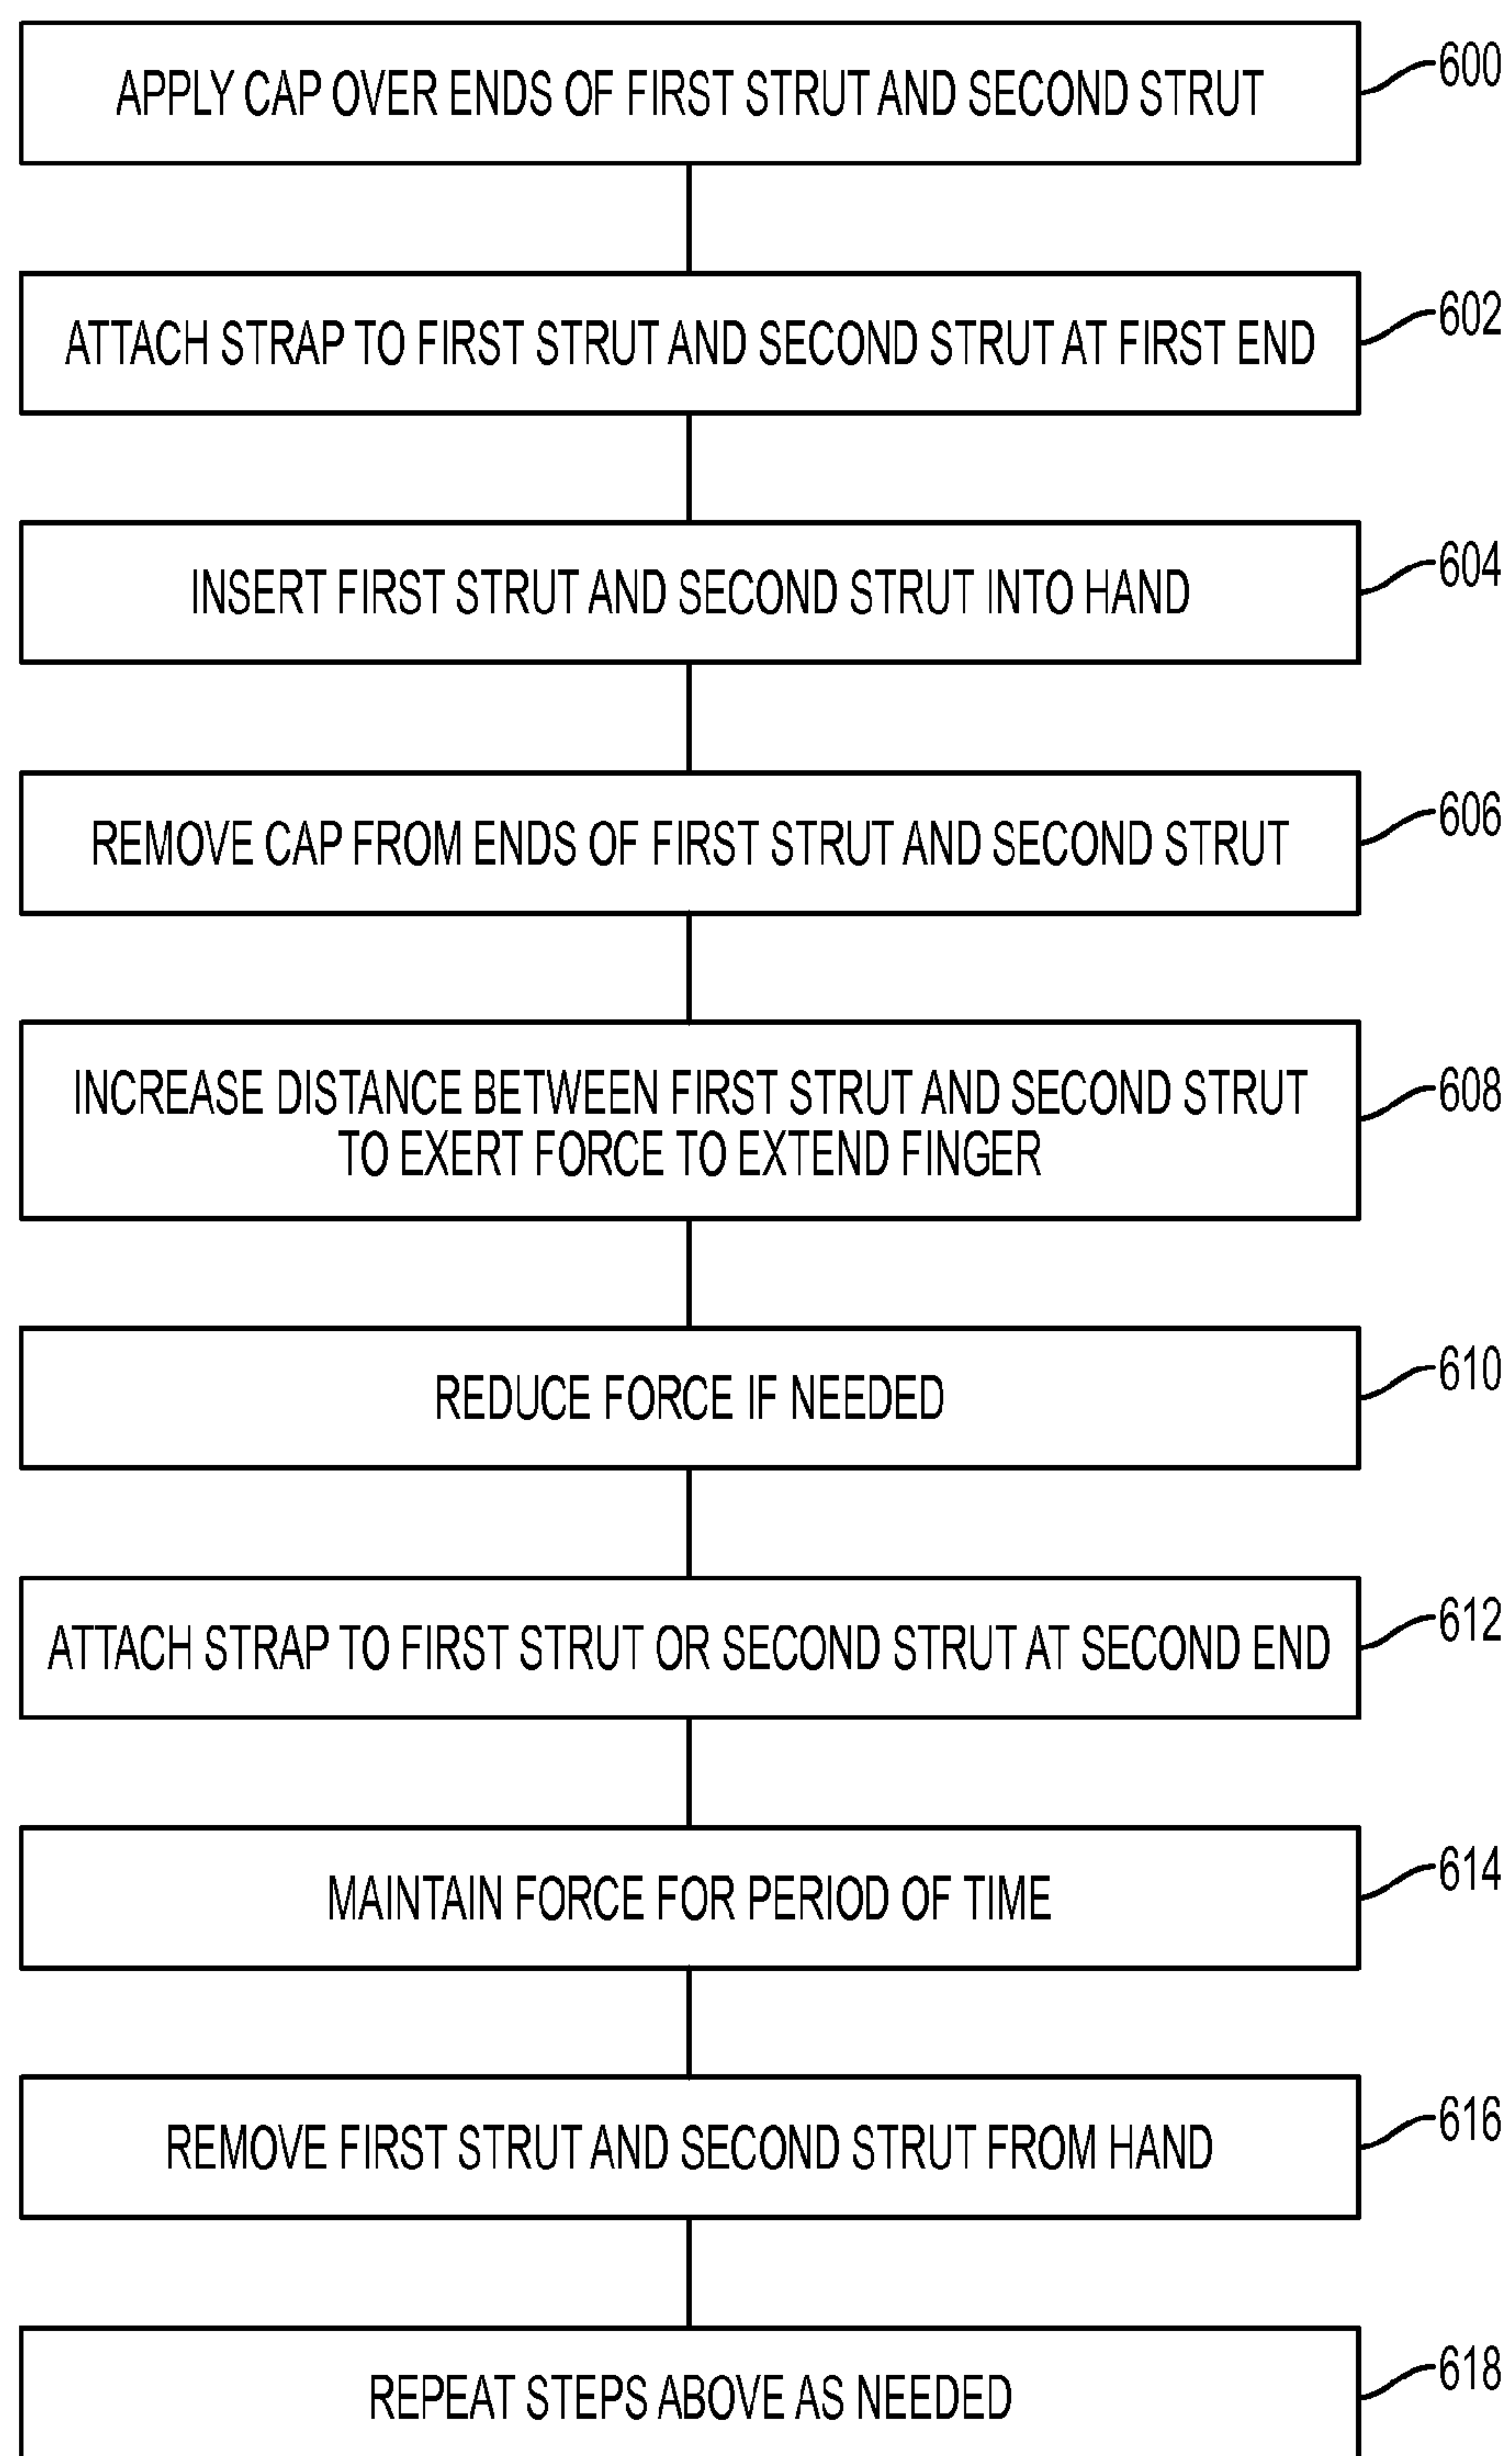 APPLY CAP OVER ENDS OF FIRST STRUT AND SECOND STRUT
600
ATTACH STRAP TO FIRST STRUT AND SECOND STRUT AT FIRST END
602
INSERT FIRST STRUT AND SECOND STRUT INTO HAND
604
REMOVE CAP FROM ENDS OF FIRST STRUT AND SECOND STRUT
606
INCREASE DISTANCE BETWEEN FIRST STRUT AND SECOND STRUT
TO EXERT FORCE TO EXTEND FINGER
608
REDUCE FORCE IF NEEDED
610
ATTACH STRAP TO FIRST STRUT OR SECOND STRUT AT SECOND END
612
MAINTAIN FORCE FOR PERIOD OF TIME
614
REMOVE FIRST STRUT AND SECOND STRUT FROM HAND
616
REPEAT STEPS ABOVE AS NEEDED
618